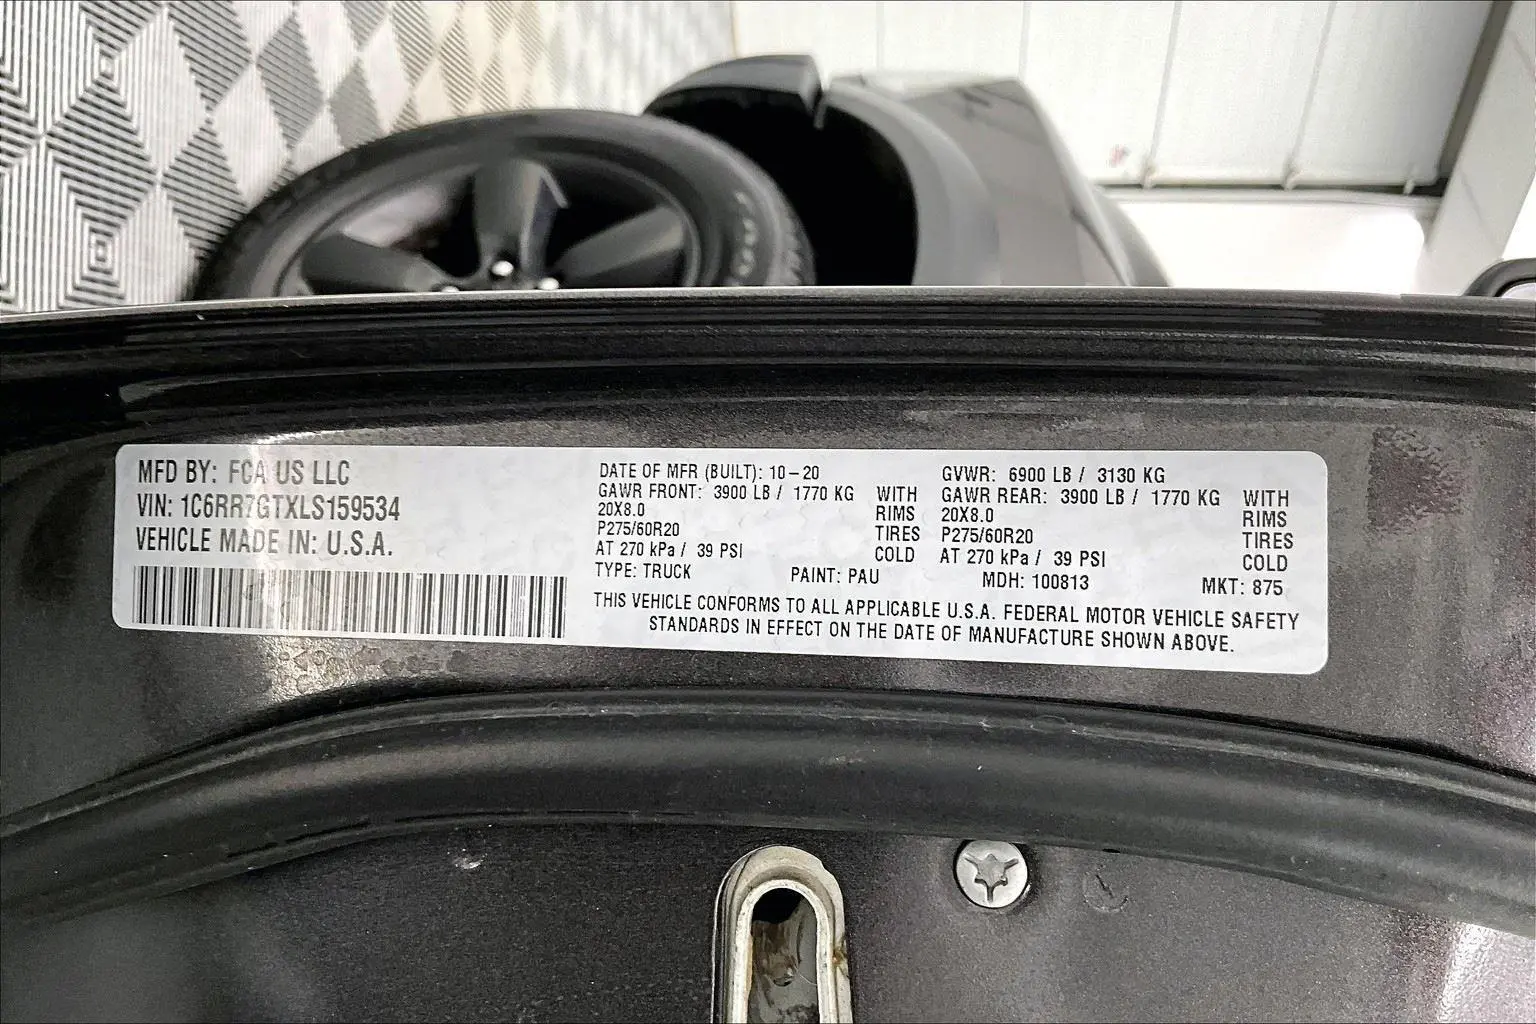 MFD BY: FCA US LLC
VIN: 1C6RR7GTXLS159534
VEHICLE MADE IN: U.S.A.
DATE OF MFR (BUILT): 10-20
GAWR FRONT: 3900 LB / 1770 KG WITH
20X8.0 RIMS
P275/60R20 TIRES
AT 270 kPa / 39 PSI COLD
GVWR: 6900 LB / 3130 KG
GAWR REAR: 3900 LB / 1770 KG WITH
20X8.0 RIMS
P275/60R20 TIRES
AT 270 kPa / 39 PSI COLD
TYPE: TRUCK PAINT: PAU MDH: 100813 MKT: 875
THIS VEHICLE CONFORMS TO ALL APPLICABLE U.S.A. FEDERAL MOTOR VEHICLE SAFETY
STANDARDS IN EFFECT ON THE DATE OF MANUFACTURE SHOWN ABOVE.